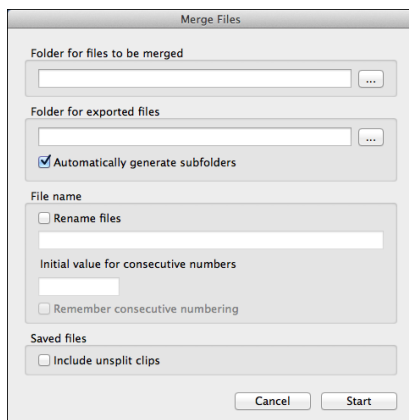 Merge Files
Folder for files to be merged
...
Folder for exported files
...
Automatically generate subfolders
File name
Rename files
Initial value for consecutive numbers
Remember consecutive numbering
Saved files
Include unsplit clips
Cancel Start